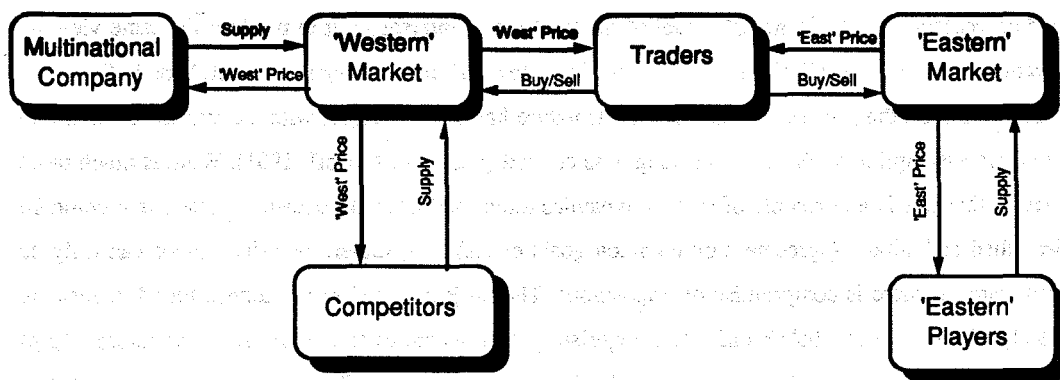 Multinational
Company
Supply
'West' Price
'Western'
Market
'West' Price
Buy/Sell
Traders
'East' Price
Buy/Sell
'Eastern'
Market
'West' Price
Supply
'East' Price
Supply
Competitors
'Eastern'
Players